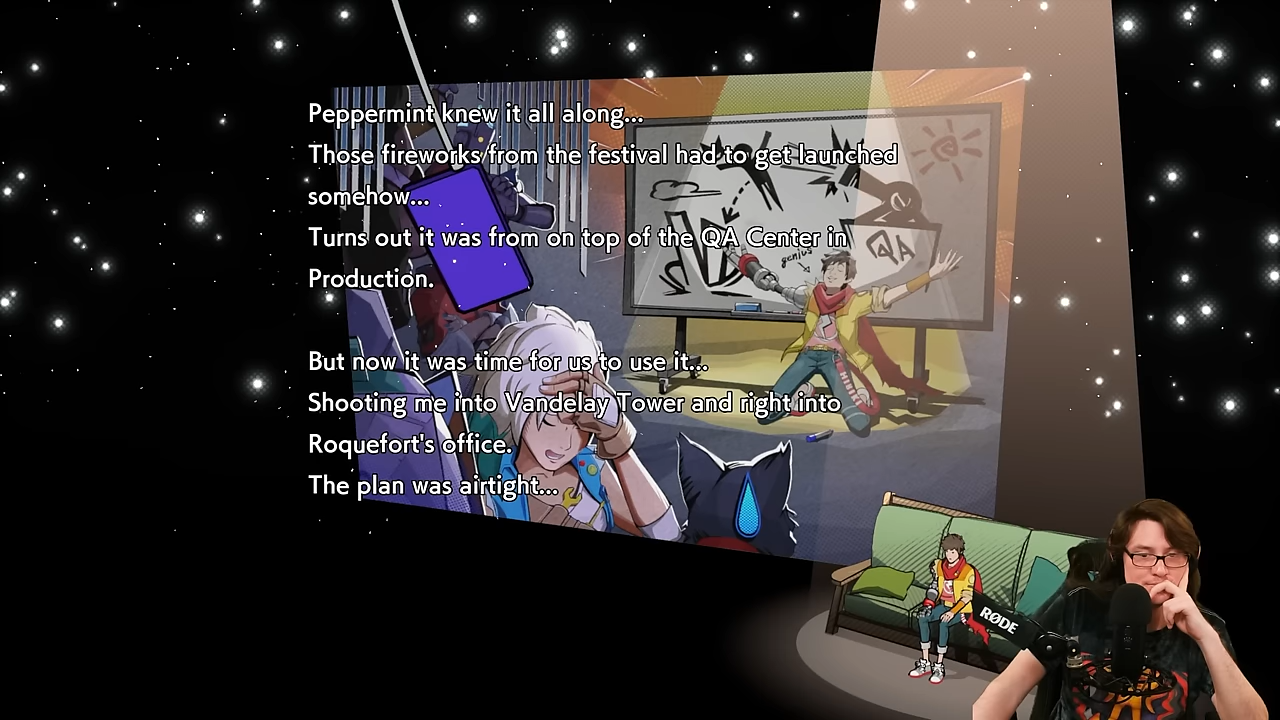 Peppermint knew it all along...
Those fireworks from the festival had to get launched
somehow...
Turns out it was from on top of the QA Center in
Production.
But now it was time for us to use it...
Shooting me into Vandelay Tower and right into
Roquefort's office.
The plan was airtight...
genius
QA
RØDE